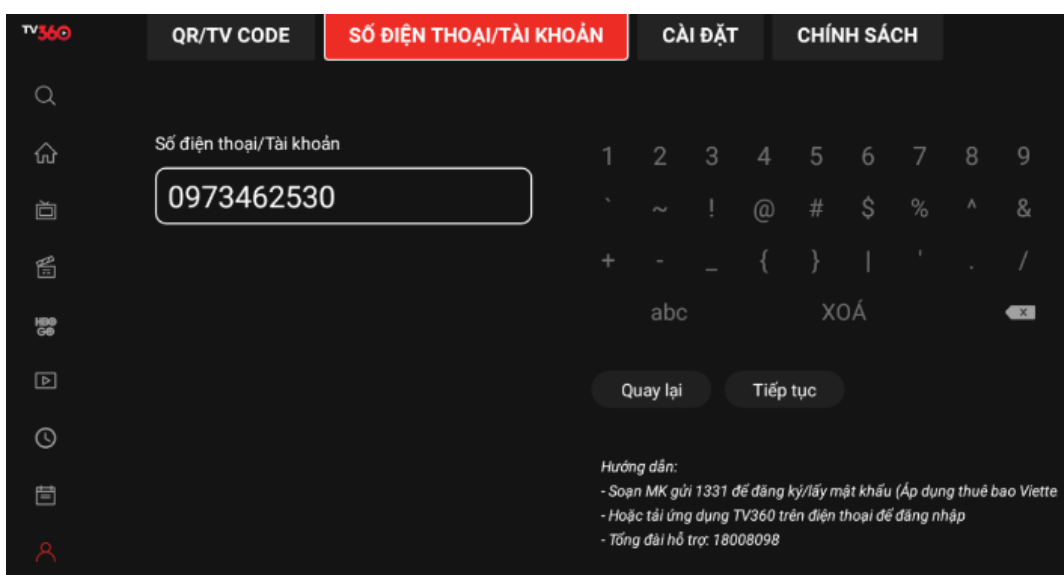 TV360
QR/TV CODE
SỐ ĐIỆN THOẠI/TÀI KHOẢN
CÀI ĐẶT
CHÍNH SÁCH
Số điện thoại/Tài khoản
0973462530
1 2 3 4 5 6 7 8 9
` ~ ! @ # $ % ^ &
+ - _ { } | ' . /
abc XOÁ
HBO
GO
Quay lại Tiếp tục
Hướng dẫn:
- Soạn MK gửi 1331 để đăng ký/lấy mật khẩu (Áp dụng thuê bao Viette
- Hoặc tải ứng dụng TV360 trên điện thoại để đăng nhập
- Tổng đài hỗ trợ: 18008098